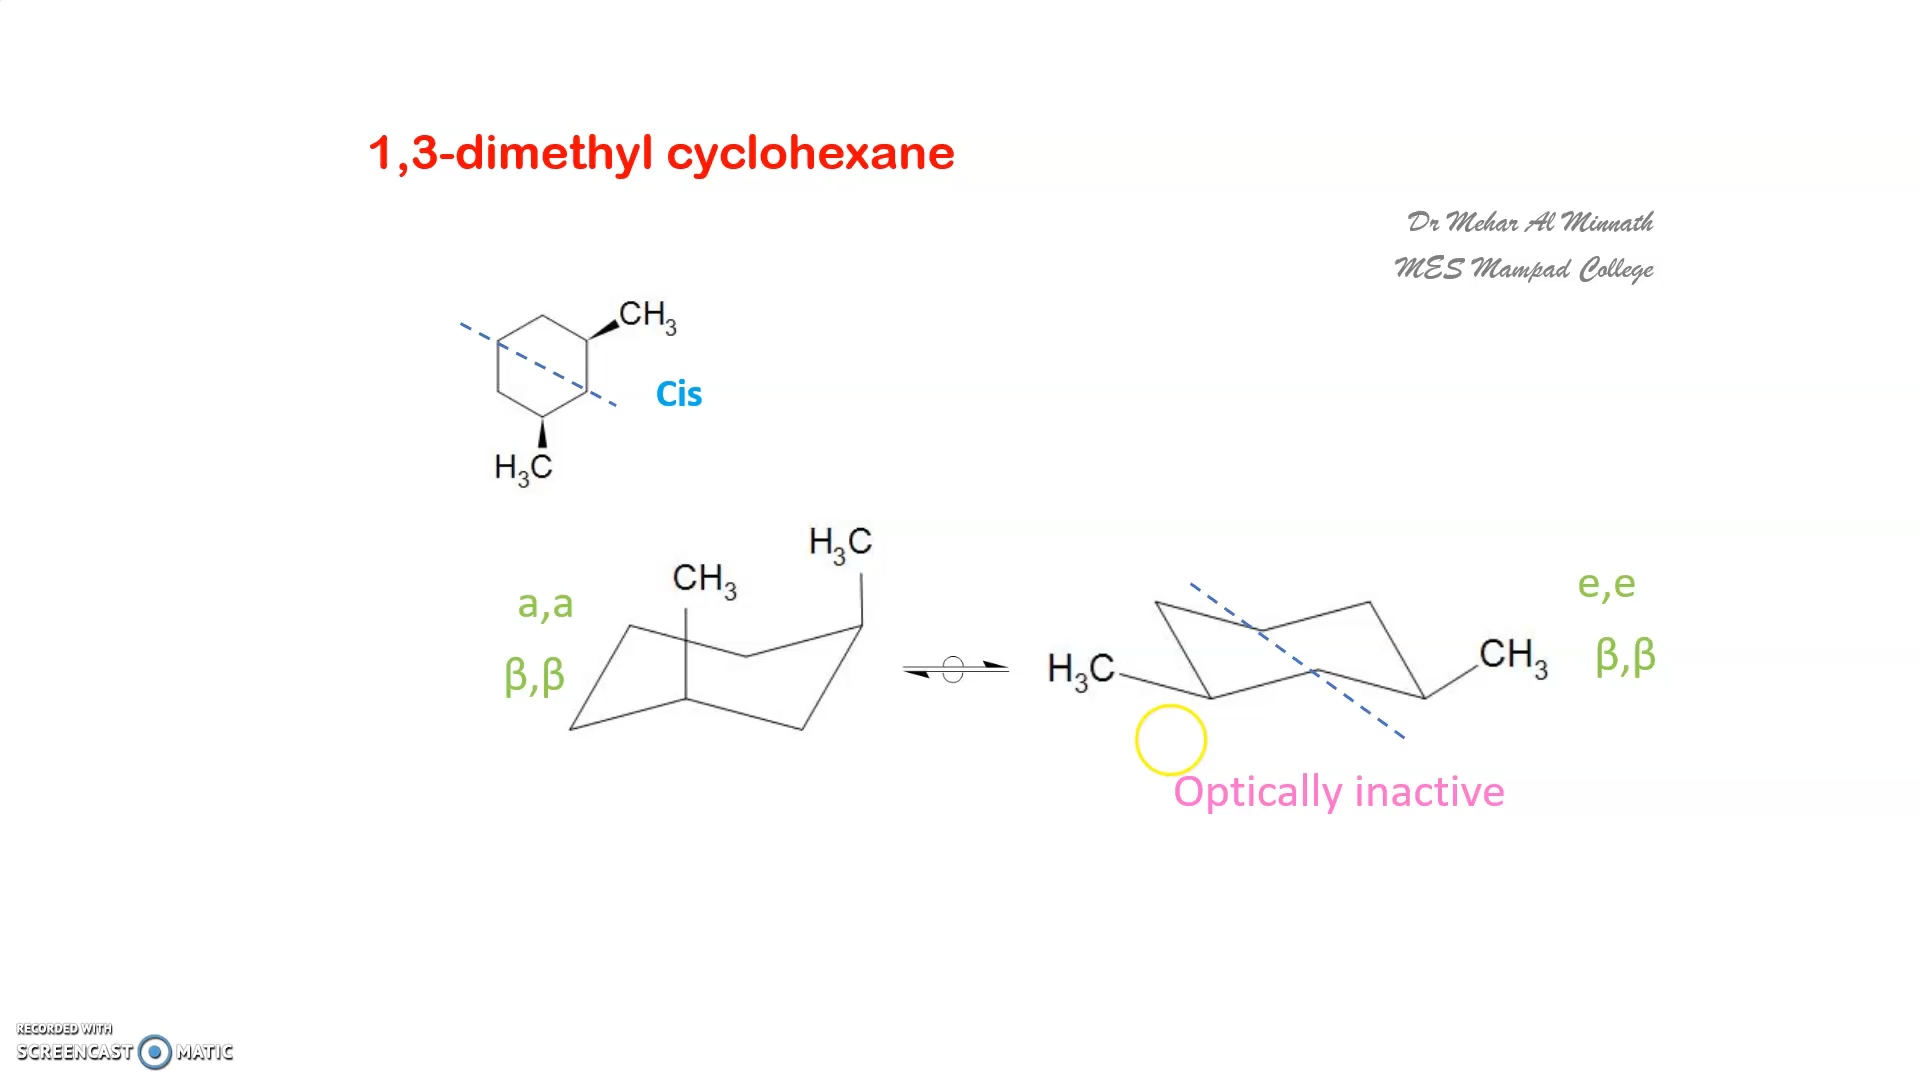 1,3-dimethyl cyclohexane
Dr Mehar Al Minnath
MES Mampad College
CH3
Cis
H3C
H3C
CH3
a,a
β,β
e,e
H3C
CH3
β,β
Optically inactive
RECORDED WITH
SCREENCAST MATIC